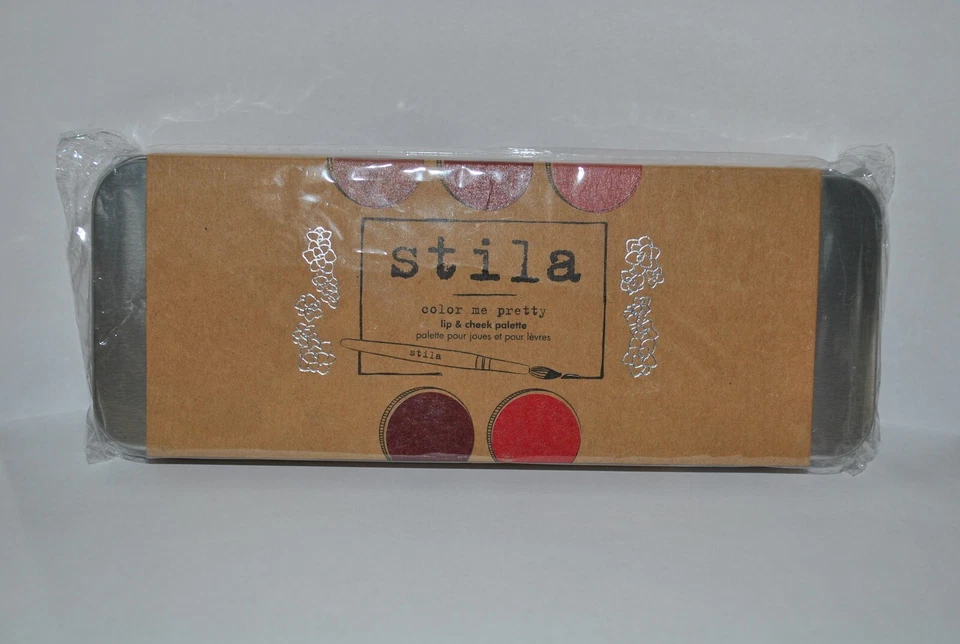 stila
color me pretty
lip & cheek palette
palette pour joues et pour lèvres
stila